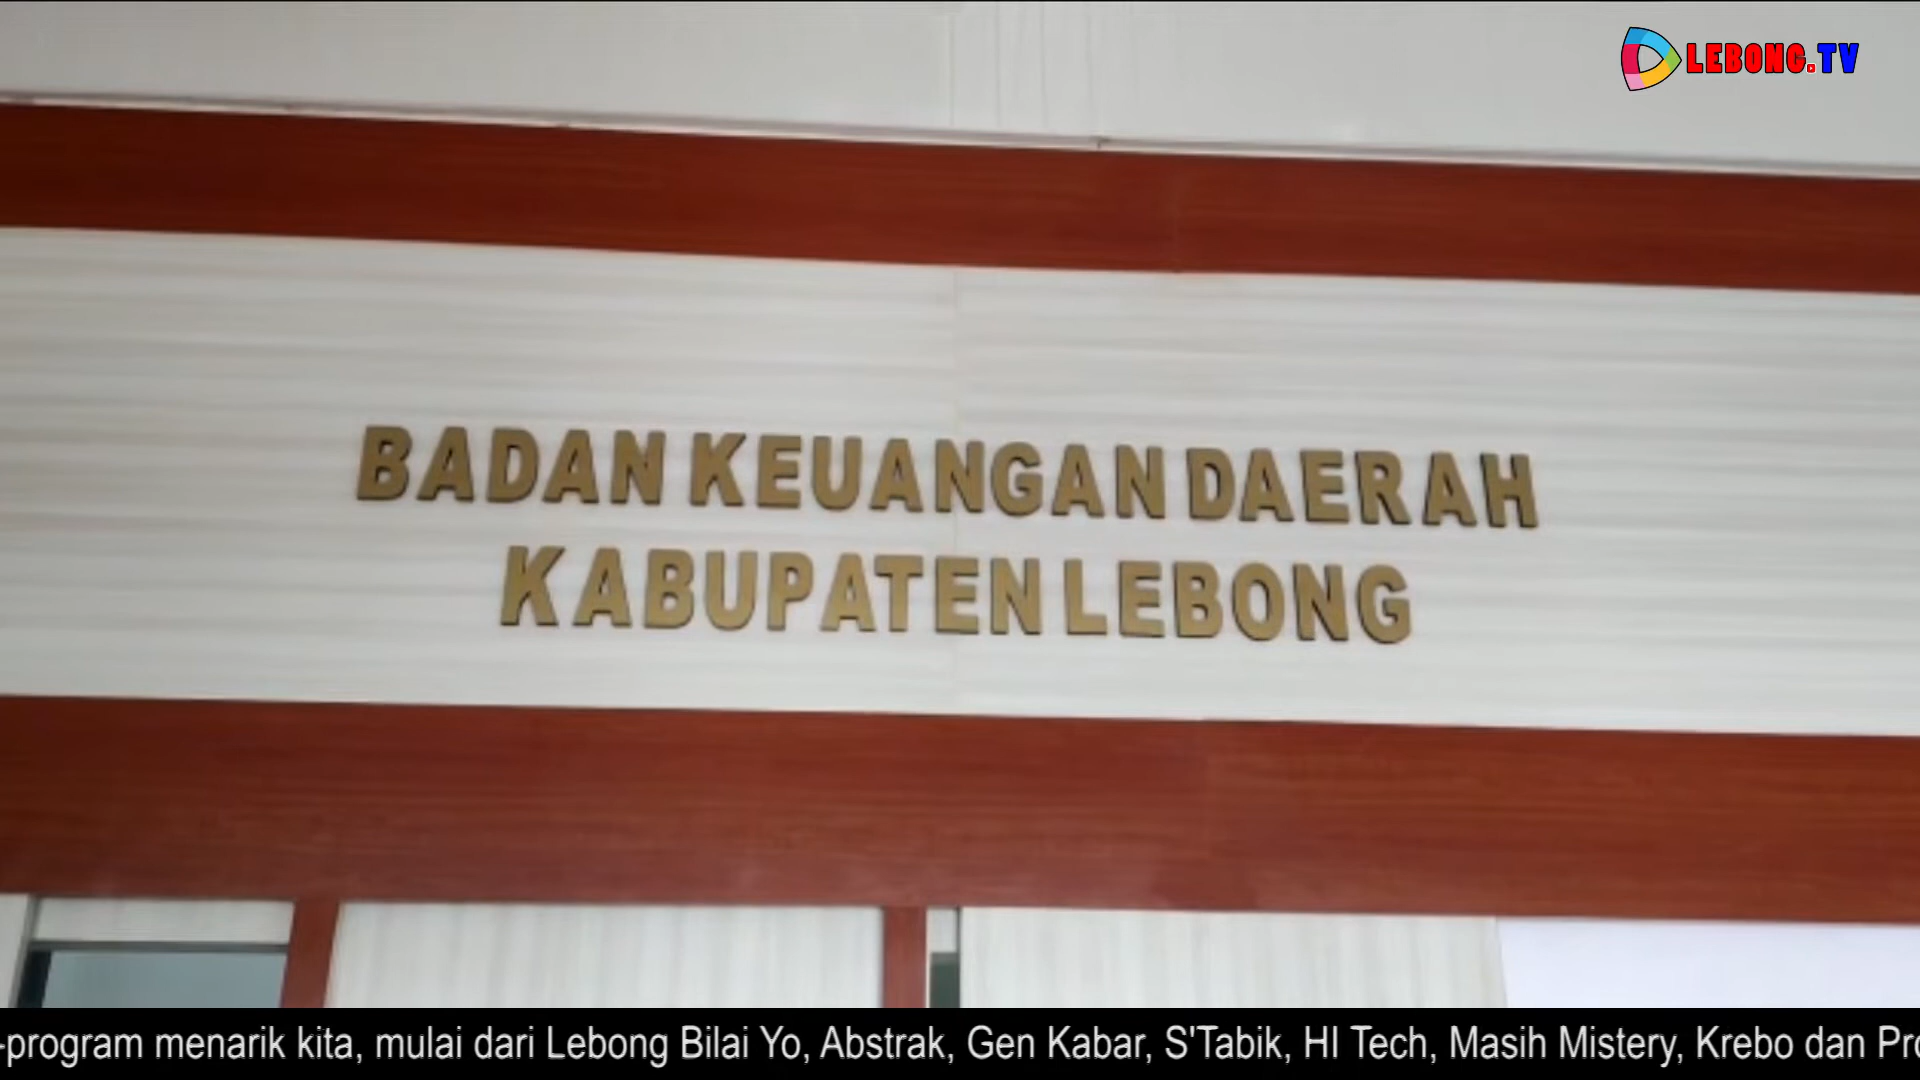 LEBONG.TV
BADAN KEUANGAN DAERAH
KABUPATEN LEBONG
-program menarik kita, mulai dari Lebong Bilai Yo, Abstrak, Gen Kabar, S'Tabik, HI Tech, Masih Mistery, Krebo dan Pro